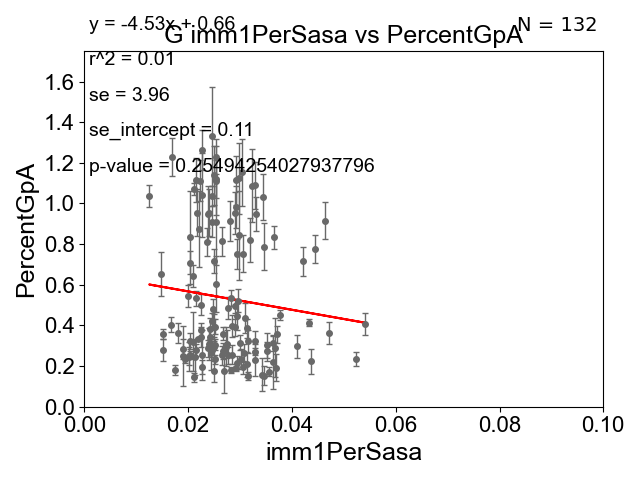 y = -4.53x + 0.66
N = 132
G imm1PerSasa vs PercentGpA
r^2 = 0.01
se = 3.96
se_intercept = 0.11
p-value = 0.25494254027937796
1.6
1.4
1.2
1.0
0.8
0.6
0.4
0.2
0.0
PercentGpA
0.00 0.02 0.04 0.06 0.08 0.10
imm1PerSasa